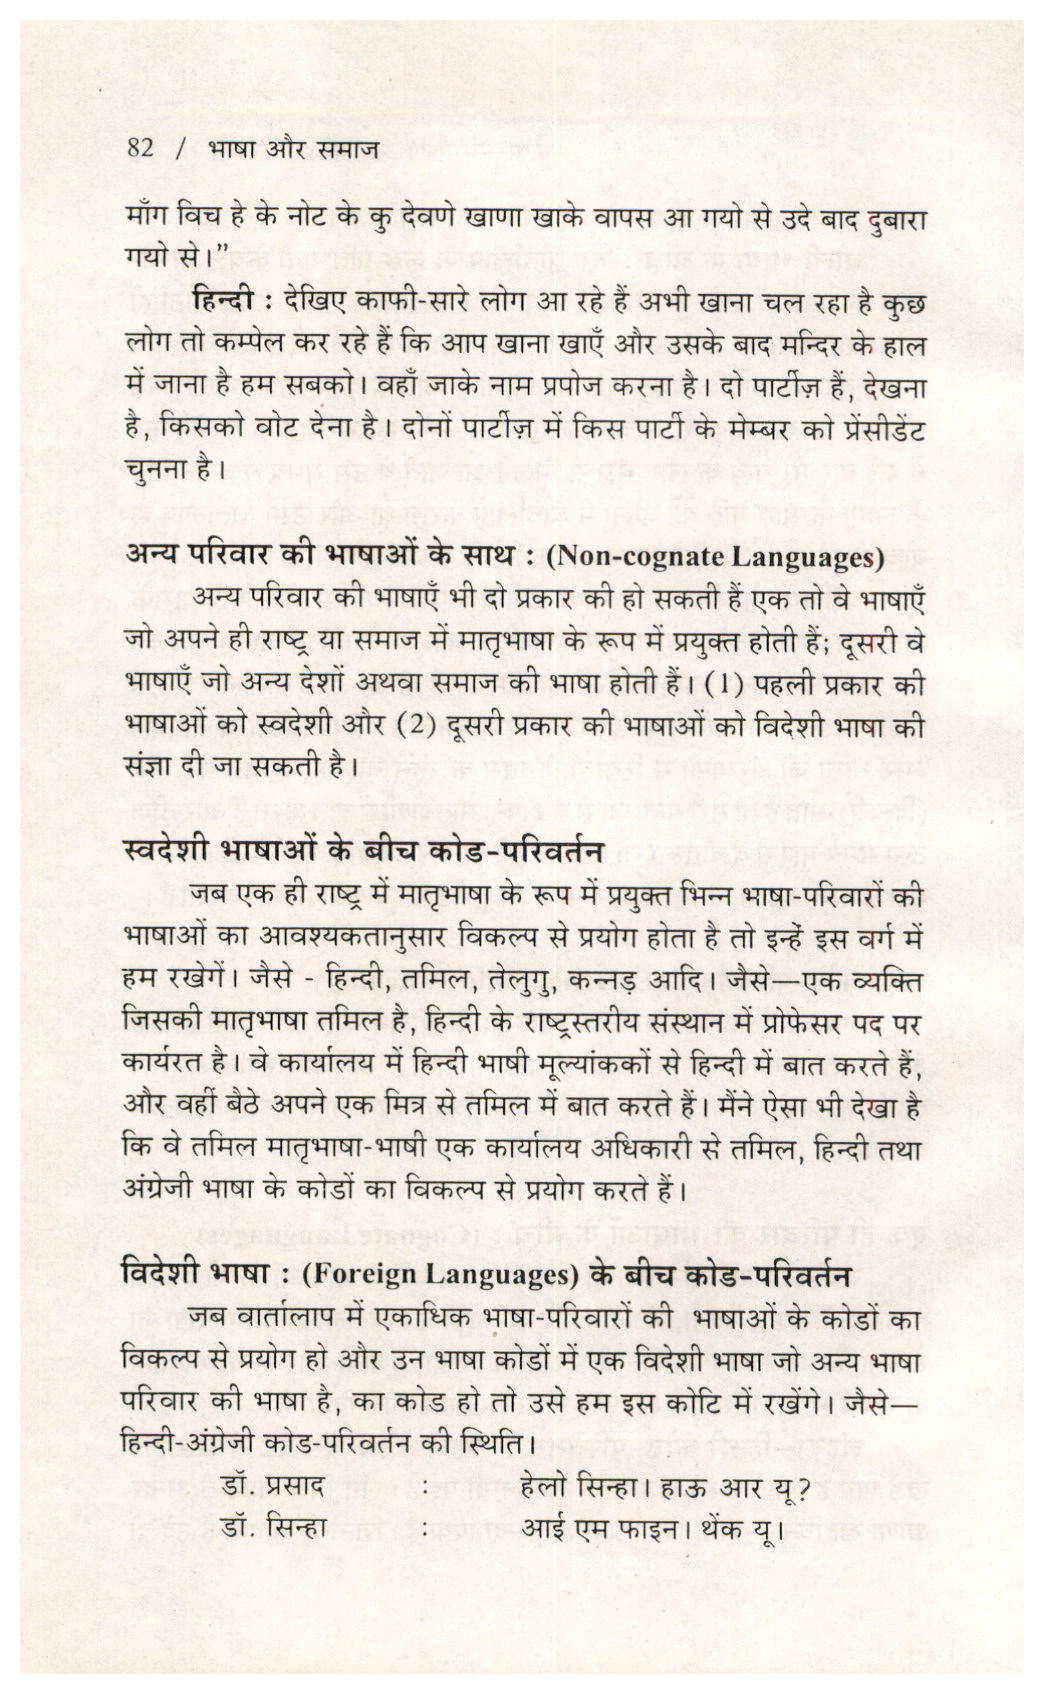 82 / भाषा और समाज
माँग विच हे के नोट के कु देवणे खाणा खाके वापस आ गयो से उदे बाद दुबारा
गयो से।”
हिन्दी : देखिए काफी-सारे लोग आ रहे हैं अभी खाना चल रहा है कुछ
लोग तो कम्पेल कर रहे हैं कि आप खाना खाएँ और उसके बाद मन्दिर के हाल
में जाना है हम सबको। वहाँ जाके नाम प्रपोज करना है। दो पार्टीज़ हैं, देखना
है, किसको वोट देना है। दोनों पार्टीज़ में किस पार्टी के मेम्बर को प्रेंसीडेंट
चुनना है।
अन्य परिवार की भाषाओं के साथ : (Non-cognate Languages)
अन्य परिवार की भाषाएँ भी दो प्रकार की हो सकती हैं एक तो वे भाषाएँ
जो अपने ही राष्ट्र या समाज में मातृभाषा के रूप में प्रयुक्त होती हैं; दूसरी वे
भाषाएँ जो अन्य देशों अथवा समाज की भाषा होती हैं। (1) पहली प्रकार की
भाषाओं को स्वदेशी और (2) दूसरी प्रकार की भाषाओं को विदेशी भाषा की
संज्ञा दी जा सकती है।
स्वदेशी भाषाओं के बीच कोड-परिवर्तन
जब एक ही राष्ट्र में मातृभाषा के रूप में प्रयुक्त भिन्न भाषा-परिवारों की
भाषाओं का आवश्यकतानुसार विकल्प से प्रयोग होता है तो इन्हें इस वर्ग में
हम रखेगें। जैसे - हिन्दी, तमिल, तेलुगु, कन्नड़ आदि। जैसे—एक व्यक्ति
जिसकी मातृभाषा तमिल है, हिन्दी के राष्ट्रस्तरीय संस्थान में प्रोफेसर पद पर
कार्यरत है। वे कार्यालय में हिन्दी भाषी मूल्यांककों से हिन्दी में बात करते हैं,
और वहीं बैठे अपने एक मित्र से तमिल में बात करते हैं। मैंने ऐसा भी देखा है
कि वे तमिल मातृभाषा-भाषी एक कार्यालय अधिकारी से तमिल, हिन्दी तथा
अंग्रेजी भाषा के कोडों का विकल्प से प्रयोग करते हैं।
विदेशी भाषा : (Foreign Languages) के बीच कोड-परिवर्तन
जब वार्तालाप में एकाधिक भाषा-परिवारों की भाषाओं के कोडों का
विकल्प से प्रयोग हो और उन भाषा कोडों में एक विदेशी भाषा जो अन्य भाषा
परिवार की भाषा है, का कोड हो तो उसे हम इस कोटि में रखेंगे। जैसे—
हिन्दी-अंग्रेजी कोड-परिवर्तन की स्थिति।
डॉ. प्रसाद : हेलो सिन्हा। हाऊ आर यू?
डॉ. सिन्हा : आई एम फाइन। थेंक यू।